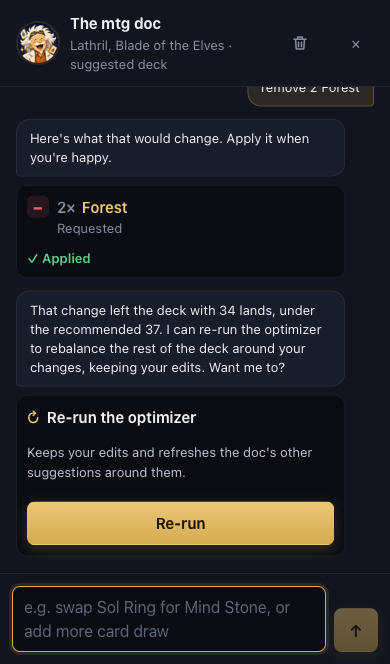 The mtg doc
Lathril, Blade of the Elves ·
suggested deck
×
remove 2 Forest
Here's what that would change. Apply it when
you're happy.
2× Forest
Requested
✓ Applied
That change left the deck with 34 lands, under
the recommended 37. I can re-run the optimizer
to rebalance the rest of the deck around your
changes, keeping your edits. Want me to?
↻ Re-run the optimizer
Keeps your edits and refreshes the doc's other
suggestions around them.
Re-run
e.g. swap Sol Ring for Mind Stone, or
add more card draw